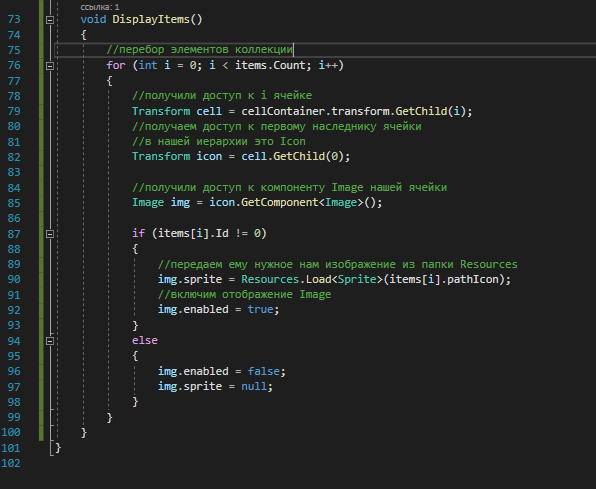 ссылка: 1
73 void DisplayItems()
74 {
75 //перебор элементов коллекции
76 for (int i = 0; i < items.Count; i++)
77 {
78 //получили доступ к i ячейке
79 Transform cell = cellContainer.transform.GetChild(i);
80 //получаем доступ к первому наследнику ячейки
81 //в нашей иерархии это Icon
82 Transform icon = cell.GetChild(0);
83
84 //получили доступ к компоненту Image нашей ячейки
85 Image img = icon.GetComponent<Image>();
86
87 if (items[i].Id != 0)
88 {
89 //передаем ему нужное нам изображение из папки Resources
90 img.sprite = Resources.Load<Sprite>(items[i].pathIcon);
91 //включим отображение Image
92 img.enabled = true;
93 }
94 else
95 {
96 img.enabled = false;
97 img.sprite = null;
98 }
99 }
100 }
101 }
102